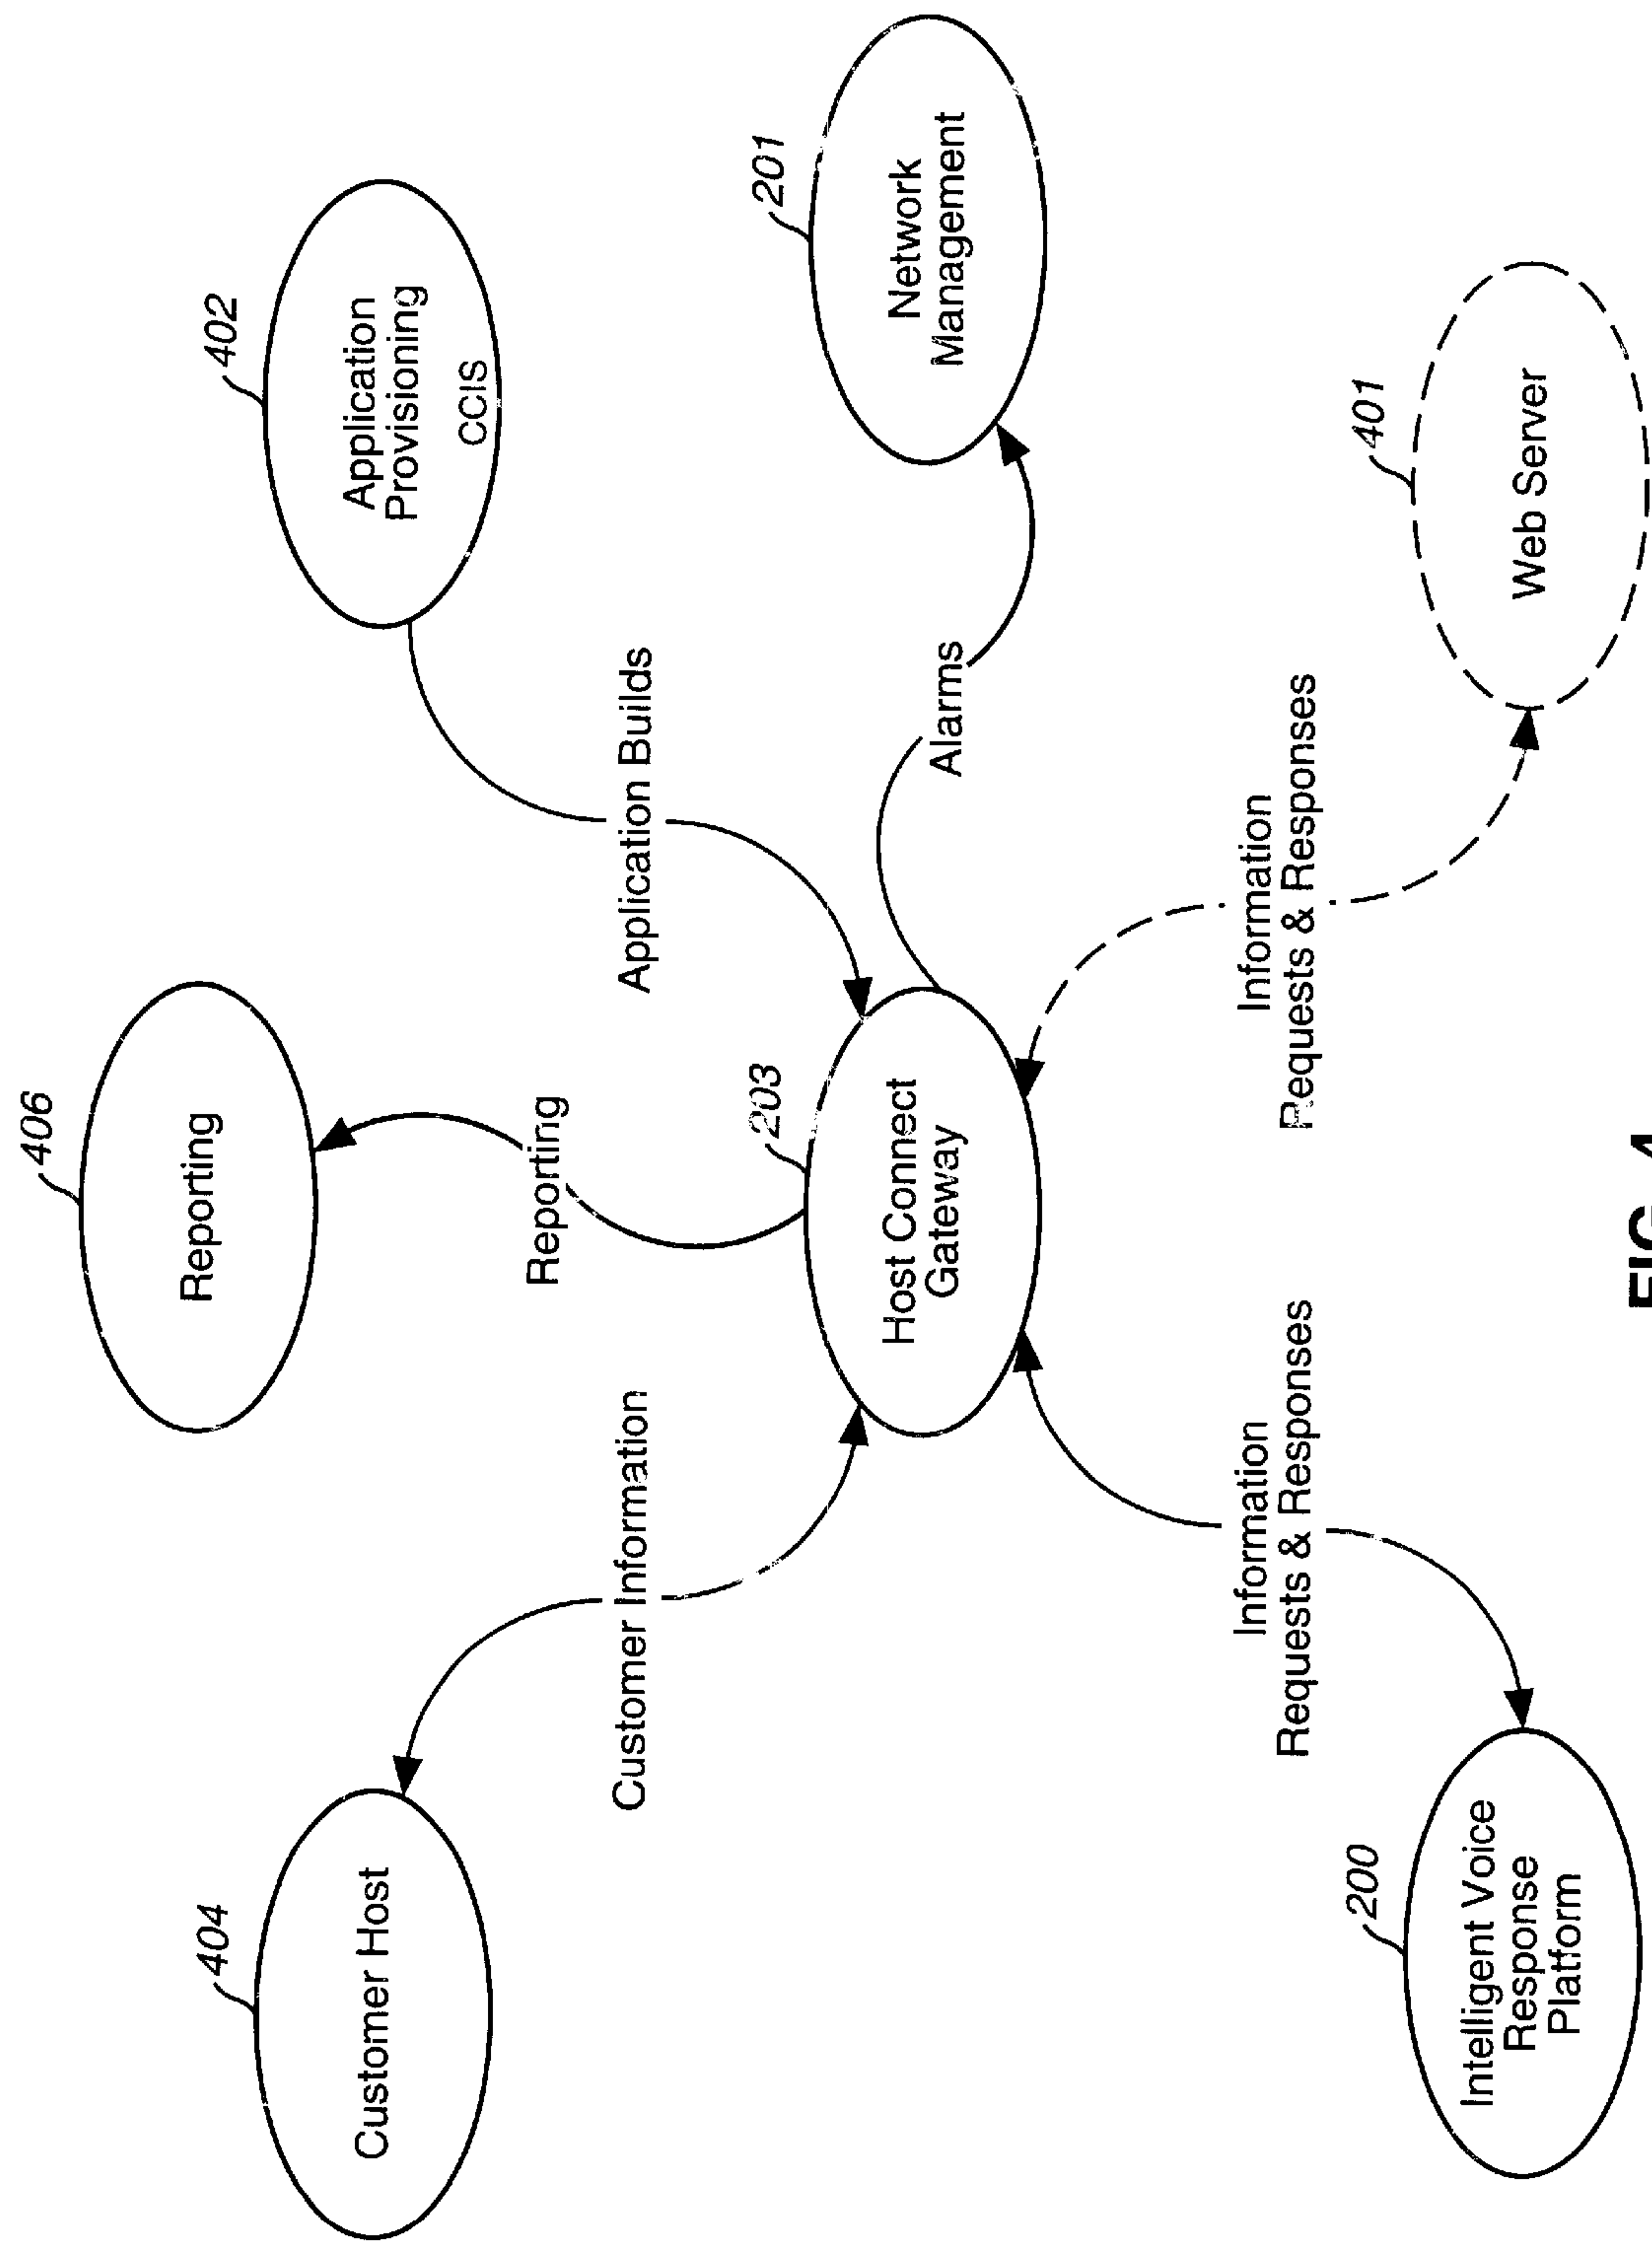 406
Reporting
404
Customer Host
402
Application
Provisioning
CCIS
Reporting
Customer Information
Application Builds
203
Host Connect
Gateway
201
Network
Management
Alarms
Information
Requests & Responses
Information
Requests & Responses
200
Intelligent Voice
Response
Platform
401
Web Server